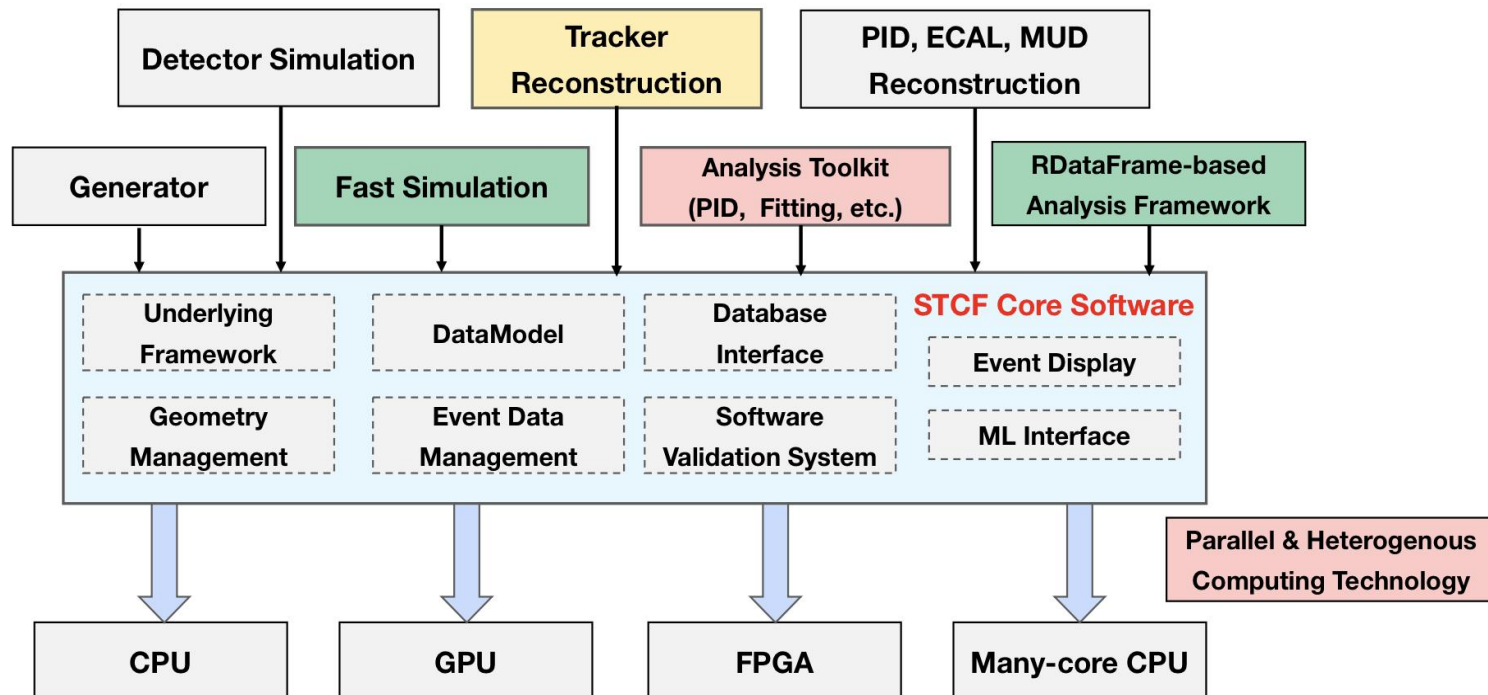 Detector Simulation
Tracker
Reconstruction
PID, ECAL, MUD
Reconstruction
Generator
Fast Simulation
Analysis Toolkit
(PID, Fitting, etc.)
RDataFrame-based
Analysis Framework
STCF Core Software
Underlying
Framework
DataModel
Database
Interface
Event Display
Geometry
Management
Event Data
Management
Software
Validation System
ML Interface
Parallel & Heterogenous
Computing Technology
CPU
GPU
FPGA
Many-core CPU